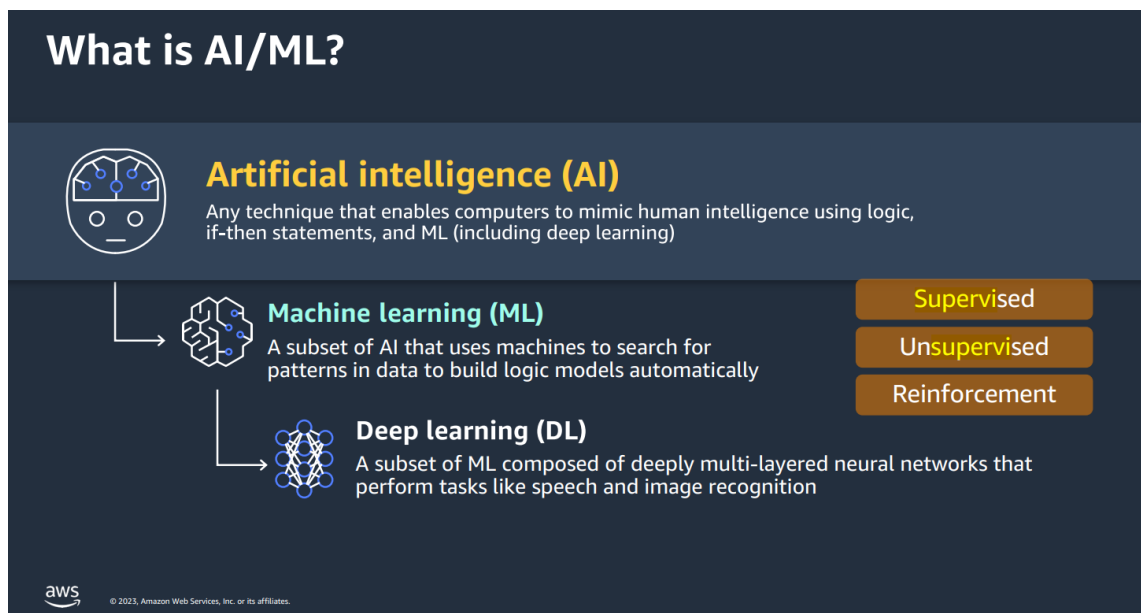 What is AI/ML?
Artificial intelligence (AI)
Any technique that enables computers to mimic human intelligence using logic,
if-then statements, and ML (including deep learning)
Machine learning (ML)
A subset of AI that uses machines to search for
patterns in data to build logic models automatically
Supervised
Unsupervised
Reinforcement
Deep learning (DL)
A subset of ML composed of deeply multi-layered neural networks that
perform tasks like speech and image recognition
aws
© 2023, Amazon Web Services, Inc. or its affiliates.